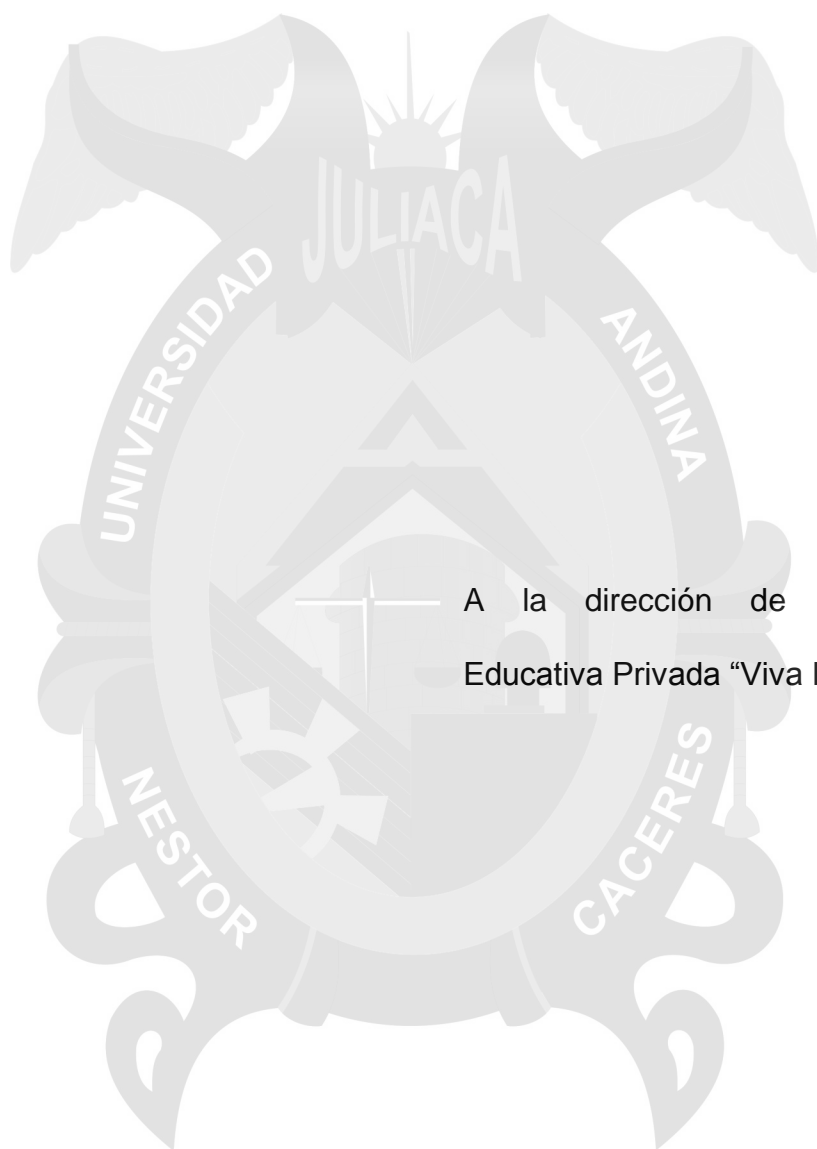 JULIACA
UNIVERSIDAD
ANDINA
A la dirección de
Educativa Privada “Viva
NESTOR
CACERES